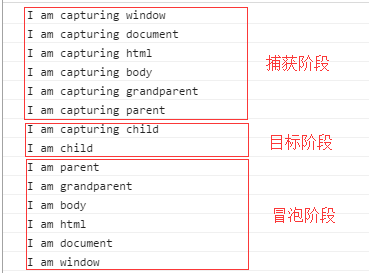 I am capturing window
I am capturing document
I am capturing html
I am capturing body
I am capturing grandparent
I am capturing parent
捕获阶段
I am capturing child
I am child
目标阶段
I am parent
I am grandparent
I am body
I am html
I am document
I am window
冒泡阶段